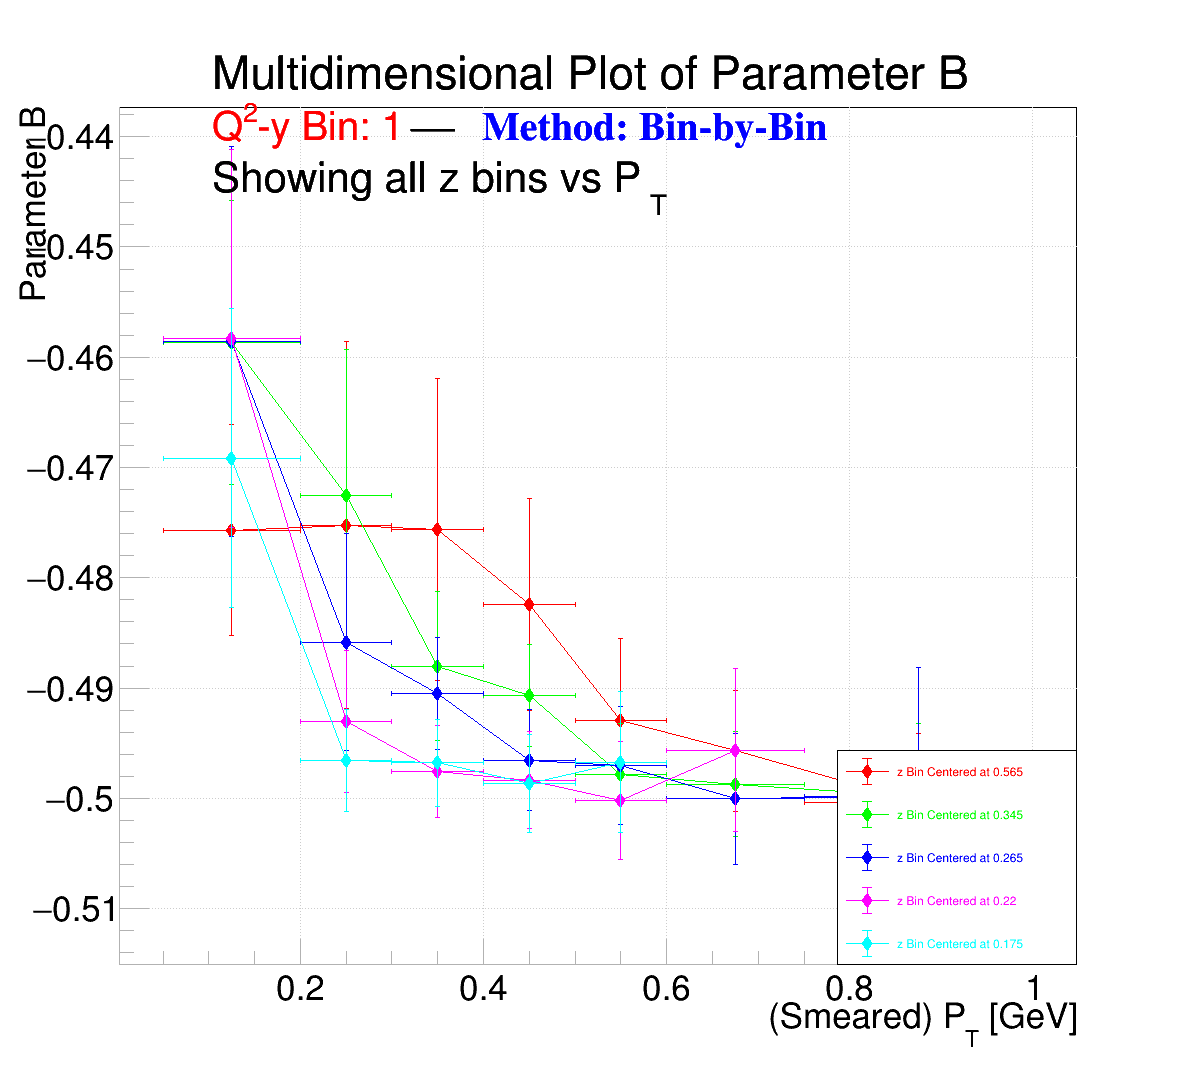 Multidimensional Plot of Parameter B
Q2-y Bin: 1 — Method: Bin-by-Bin
Showing all z bins vs PT
Parameter B
−0.44
−0.45
−0.46
−0.47
−0.48
−0.49
−0.5
−0.51
0.2 0.4 0.6 0.8 1
(Smeared) PT [GeV]
z Bin Centered at 0.565
z Bin Centered at 0.345
z Bin Centered at 0.265
z Bin Centered at 0.22
z Bin Centered at 0.175